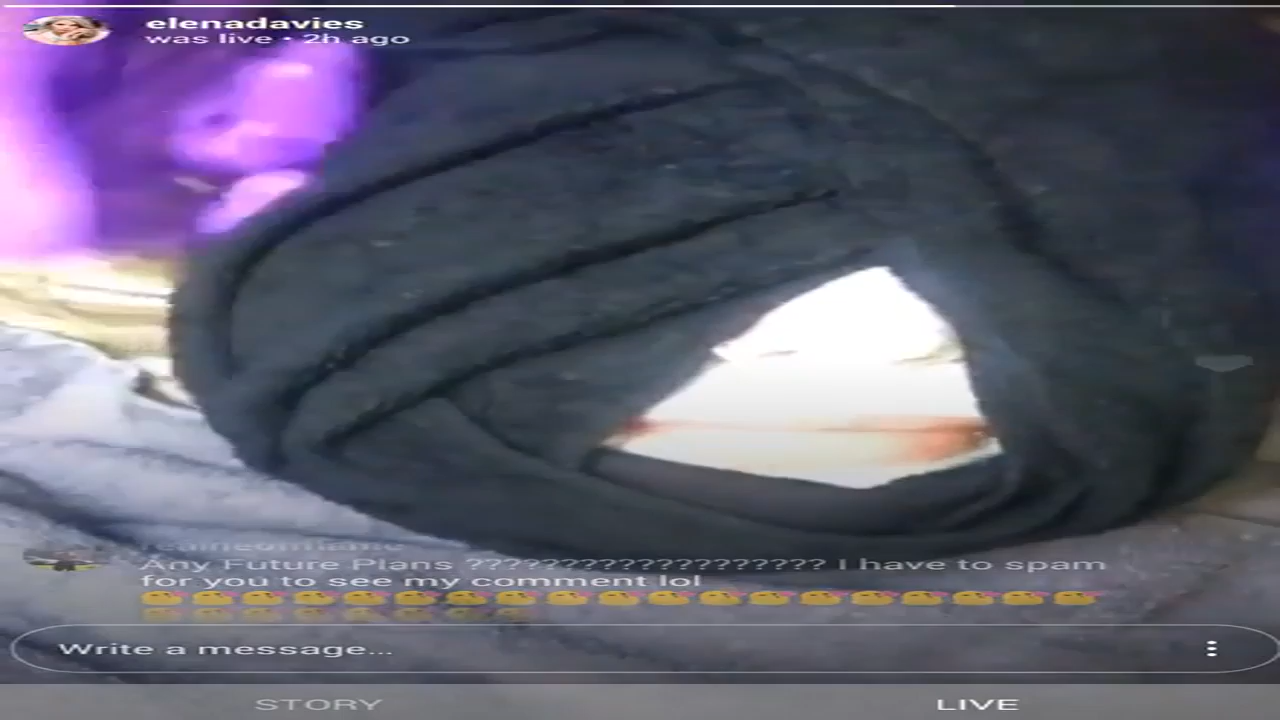 elenadavies
was live • 2h ago
Any Future Plans ??????????????????? I have to spam
for you to see my comment lol
Write a message...
STORY LIVE